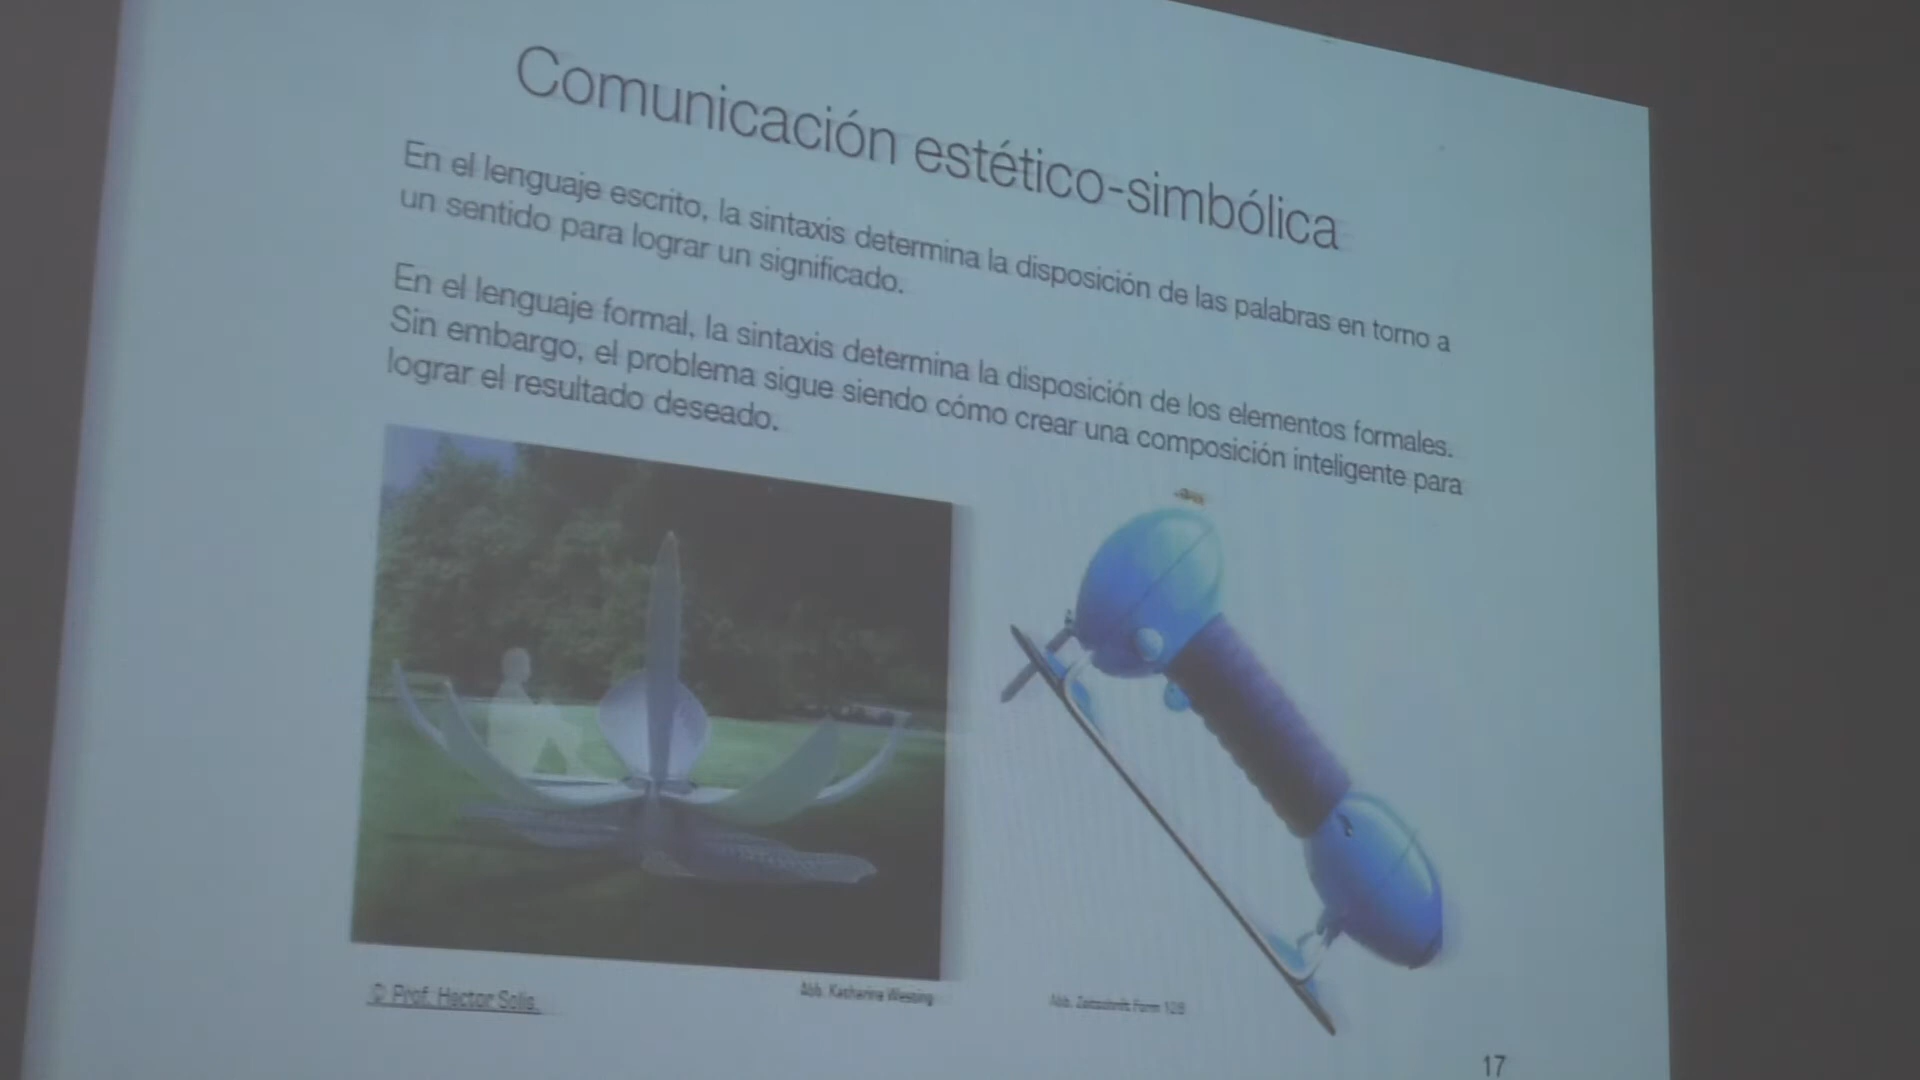 Comunicación estético-simbólica
En el lenguaje escrito, la sintaxis determina la disposición de las palabras en torno a
un sentido para lograr un significado.
En el lenguaje formal, la sintaxis determina la disposición de los elementos formales.
Sin embargo, el problema sigue siendo cómo crear una composición inteligente para
lograr el resultado deseado.
© Prof. Hector Solis.
Abb. Katharina
Abb. Zeitschrift Form
17